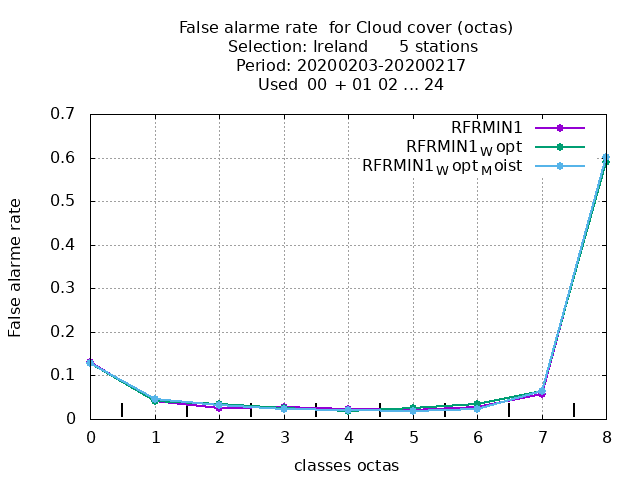 False alarme rate  for Cloud cover (octas)
Selection: Ireland      5 stations
Period: 20200203-20200217
Used  00  + 01 02 ... 24
RFRMIN1
RFRMIN1WWopt
RFRMIN1WoptMoist
False alarme rate
0.7
0.6
0.5
0.4
0.3
0.2
0.1
0
0 1 2 3 4 5 6 7 8
classes octas